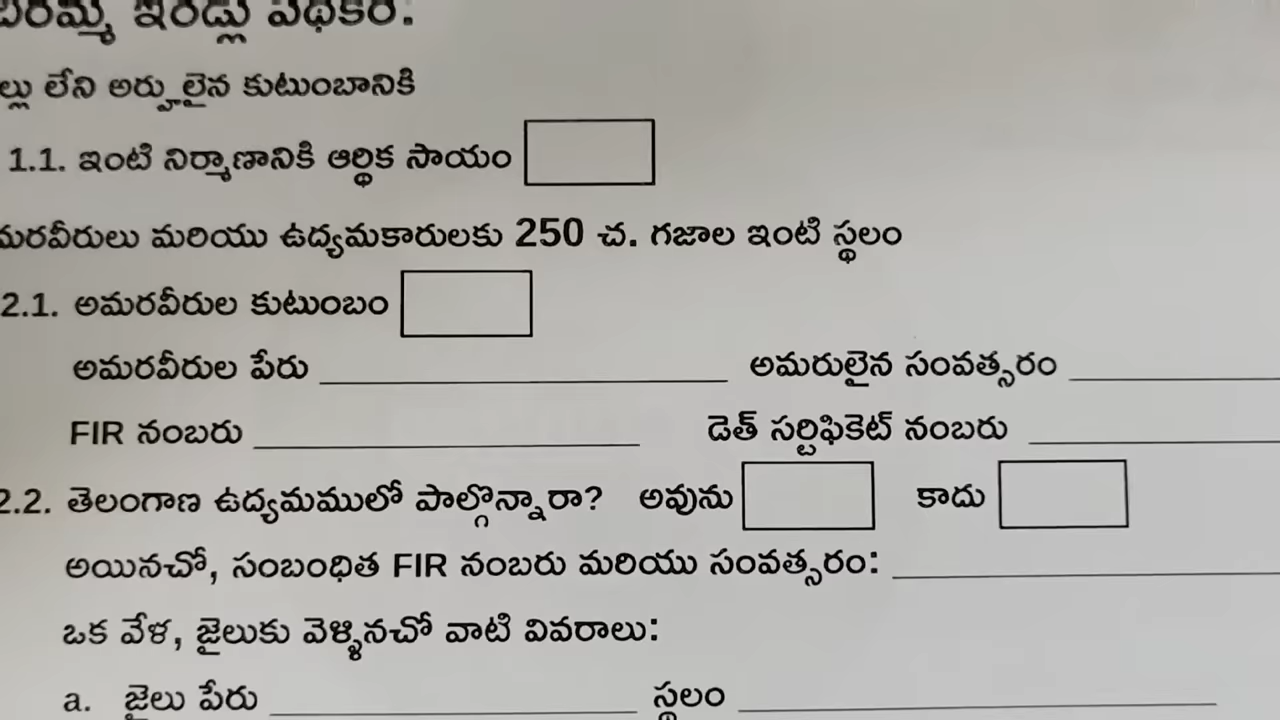 ఇండ్లు పథకం.
లేని అర్హులైన కుటుంబానికి
1.1. ఇంటి నిర్మాణానికి ఆర్థిక సాయం
మరవీరులు మరియు ఉద్యమకారులకు 250 చ. గజాల ఇంటి స్థలం
2.1. అమరవీరుల కుటుంబం
అమరవీరుల పేరు అమరులైన సంవత్సరం
FIR నంబరు డెత్ సర్టిఫికెట్ నంబరు
2.2. తెలంగాణ ఉద్యమములో పాల్గొన్నారా? అవును కాదు
అయినచో, సంబంధిత FIR నంబరు మరియు సంవత్సరం:
ఒక వేళ, జైలుకు వెళ్ళినచో వాటి వివరాలు:
a. జైలు పేరు స్థలం